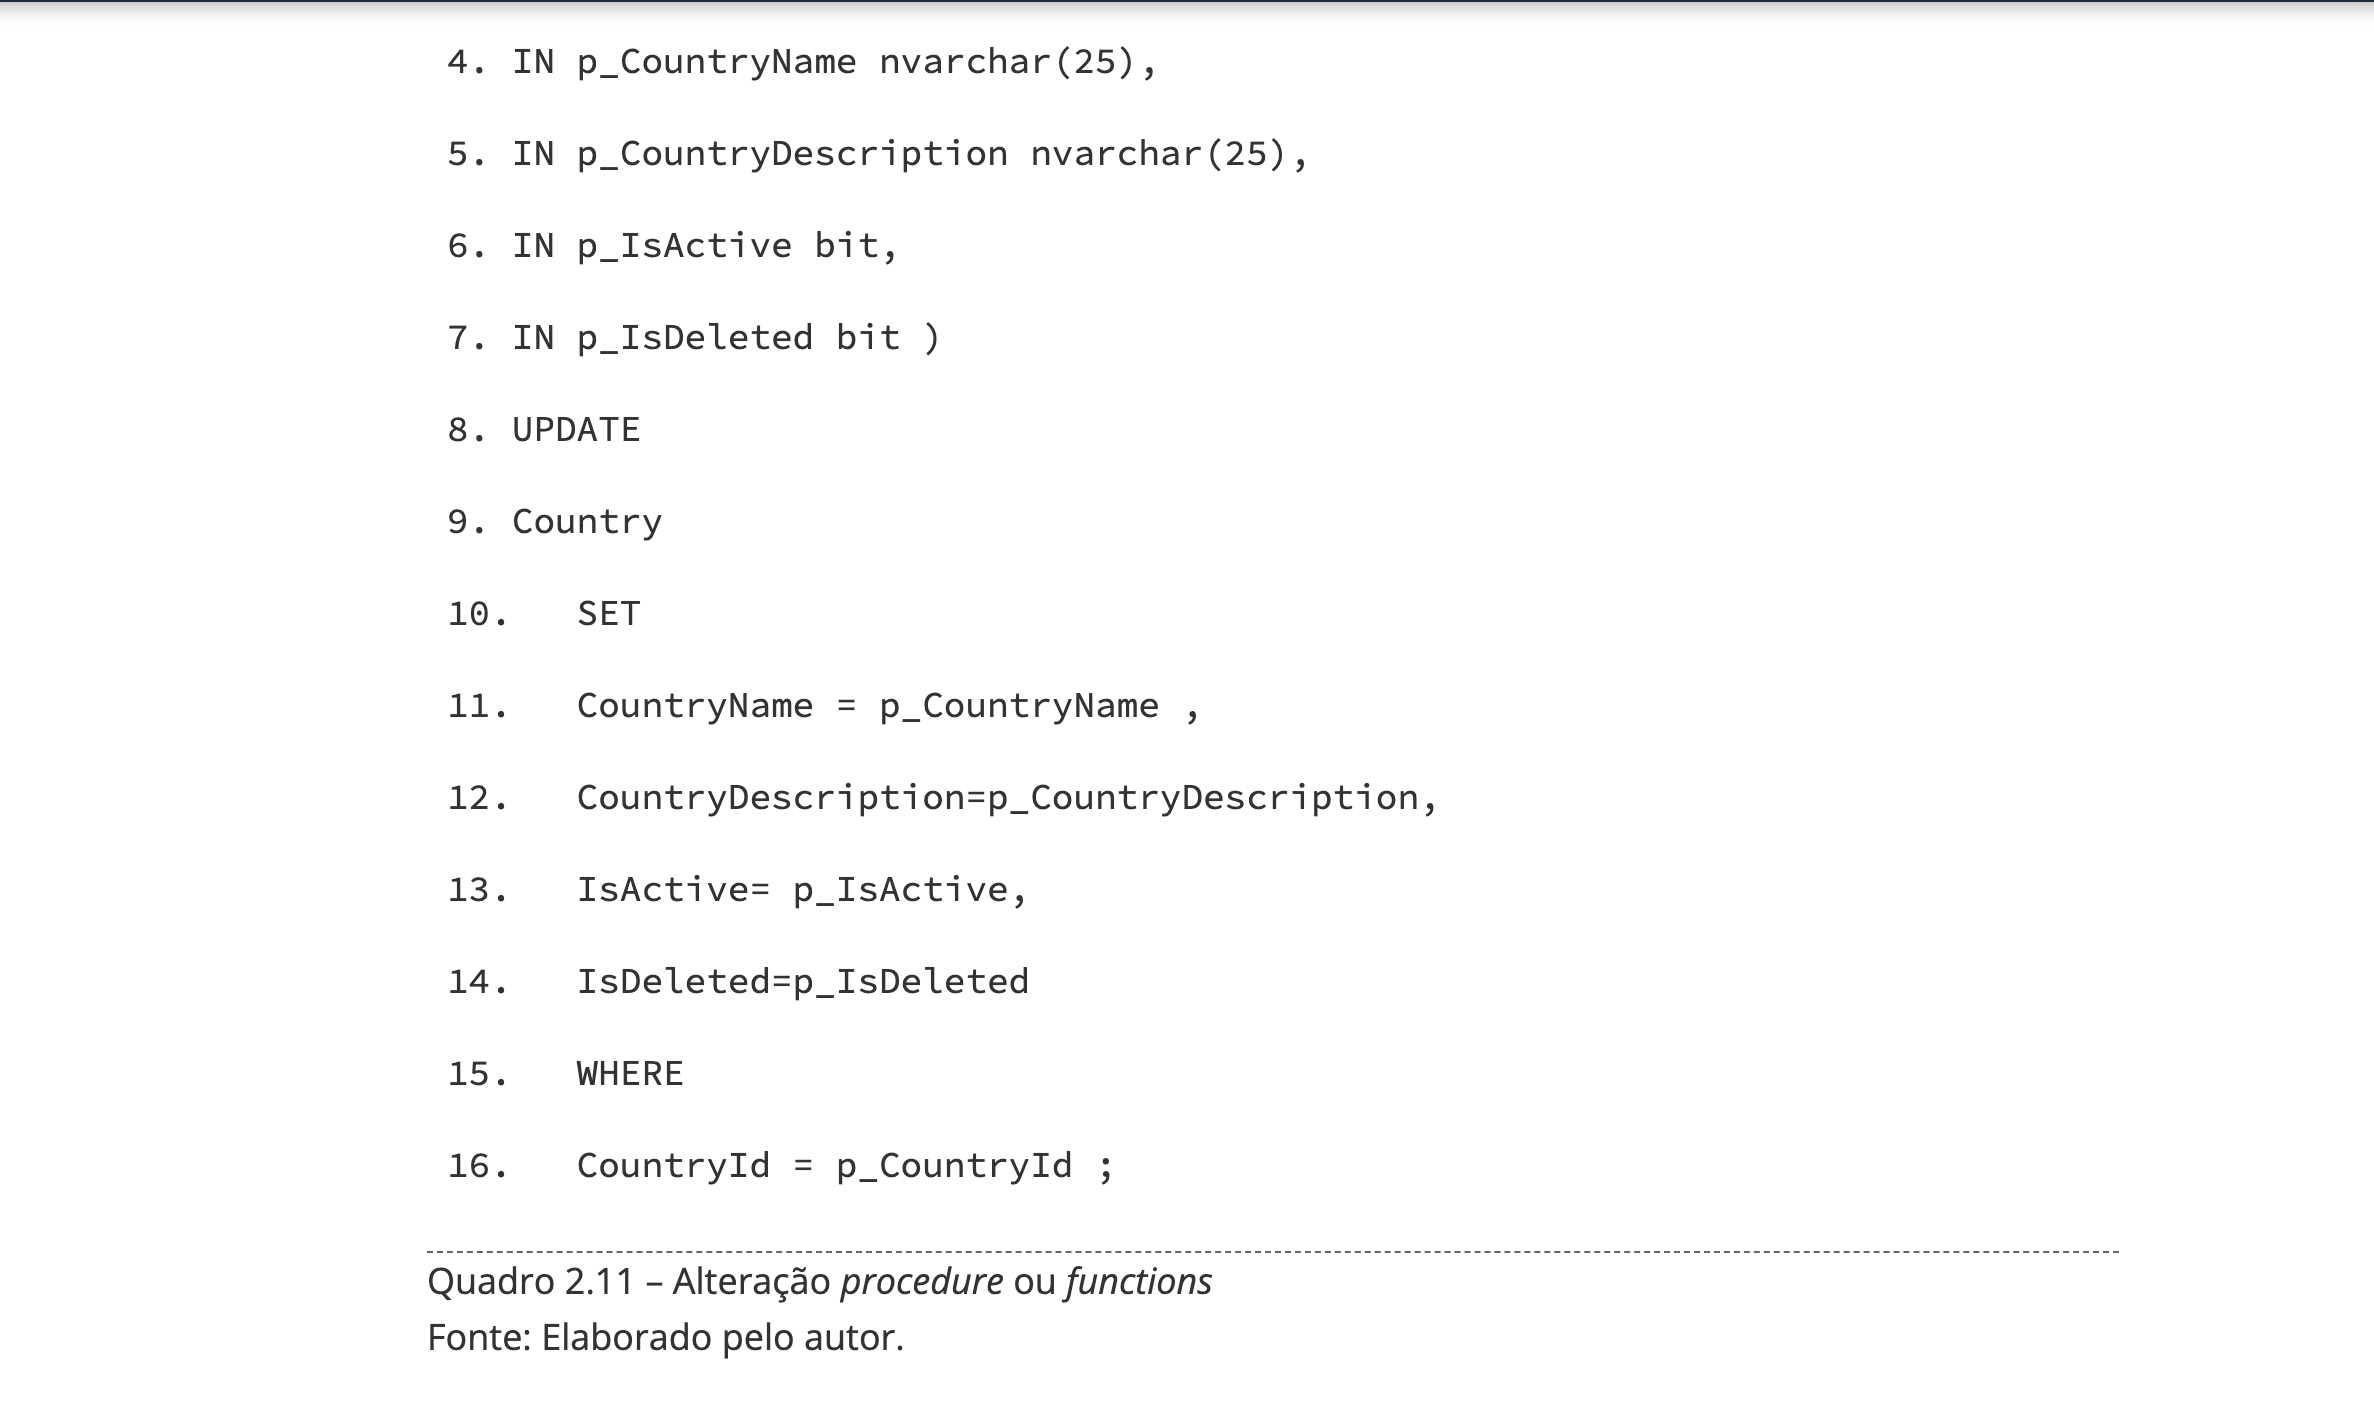 4. IN p_CountryName nvarchar(25),
5. IN p_CountryDescription nvarchar(25),
6. IN p_IsActive bit,
7. IN p_IsDeleted bit )
8. UPDATE
9. Country
10.   SET
11.   CountryName = p_CountryName ,
12.   CountryDescription=p_CountryDescription,
13.   IsActive= p_IsActive,
14.   IsDeleted=p_IsDeleted
15.   WHERE
16.   CountryId = p_CountryId ;
Quadro 2.11 – Alteração procedure ou functions
Fonte: Elaborado pelo autor.